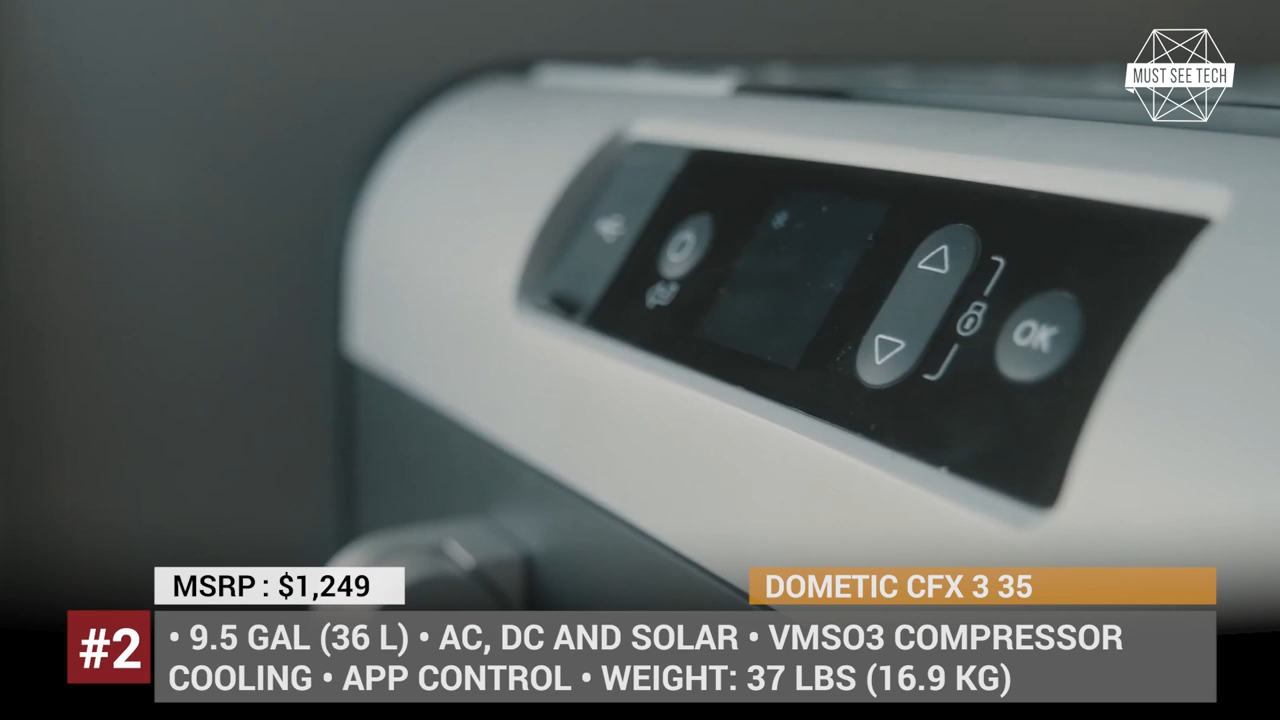 MUST SEE TECH
OK
MSRP : $1,249
DOMETIC CFX 3 35
#2
• 9.5 GAL (36 L) • AC, DC AND SOLAR • VMSO3 COMPRESSOR
COOLING • APP CONTROL • WEIGHT: 37 LBS (16.9 KG)